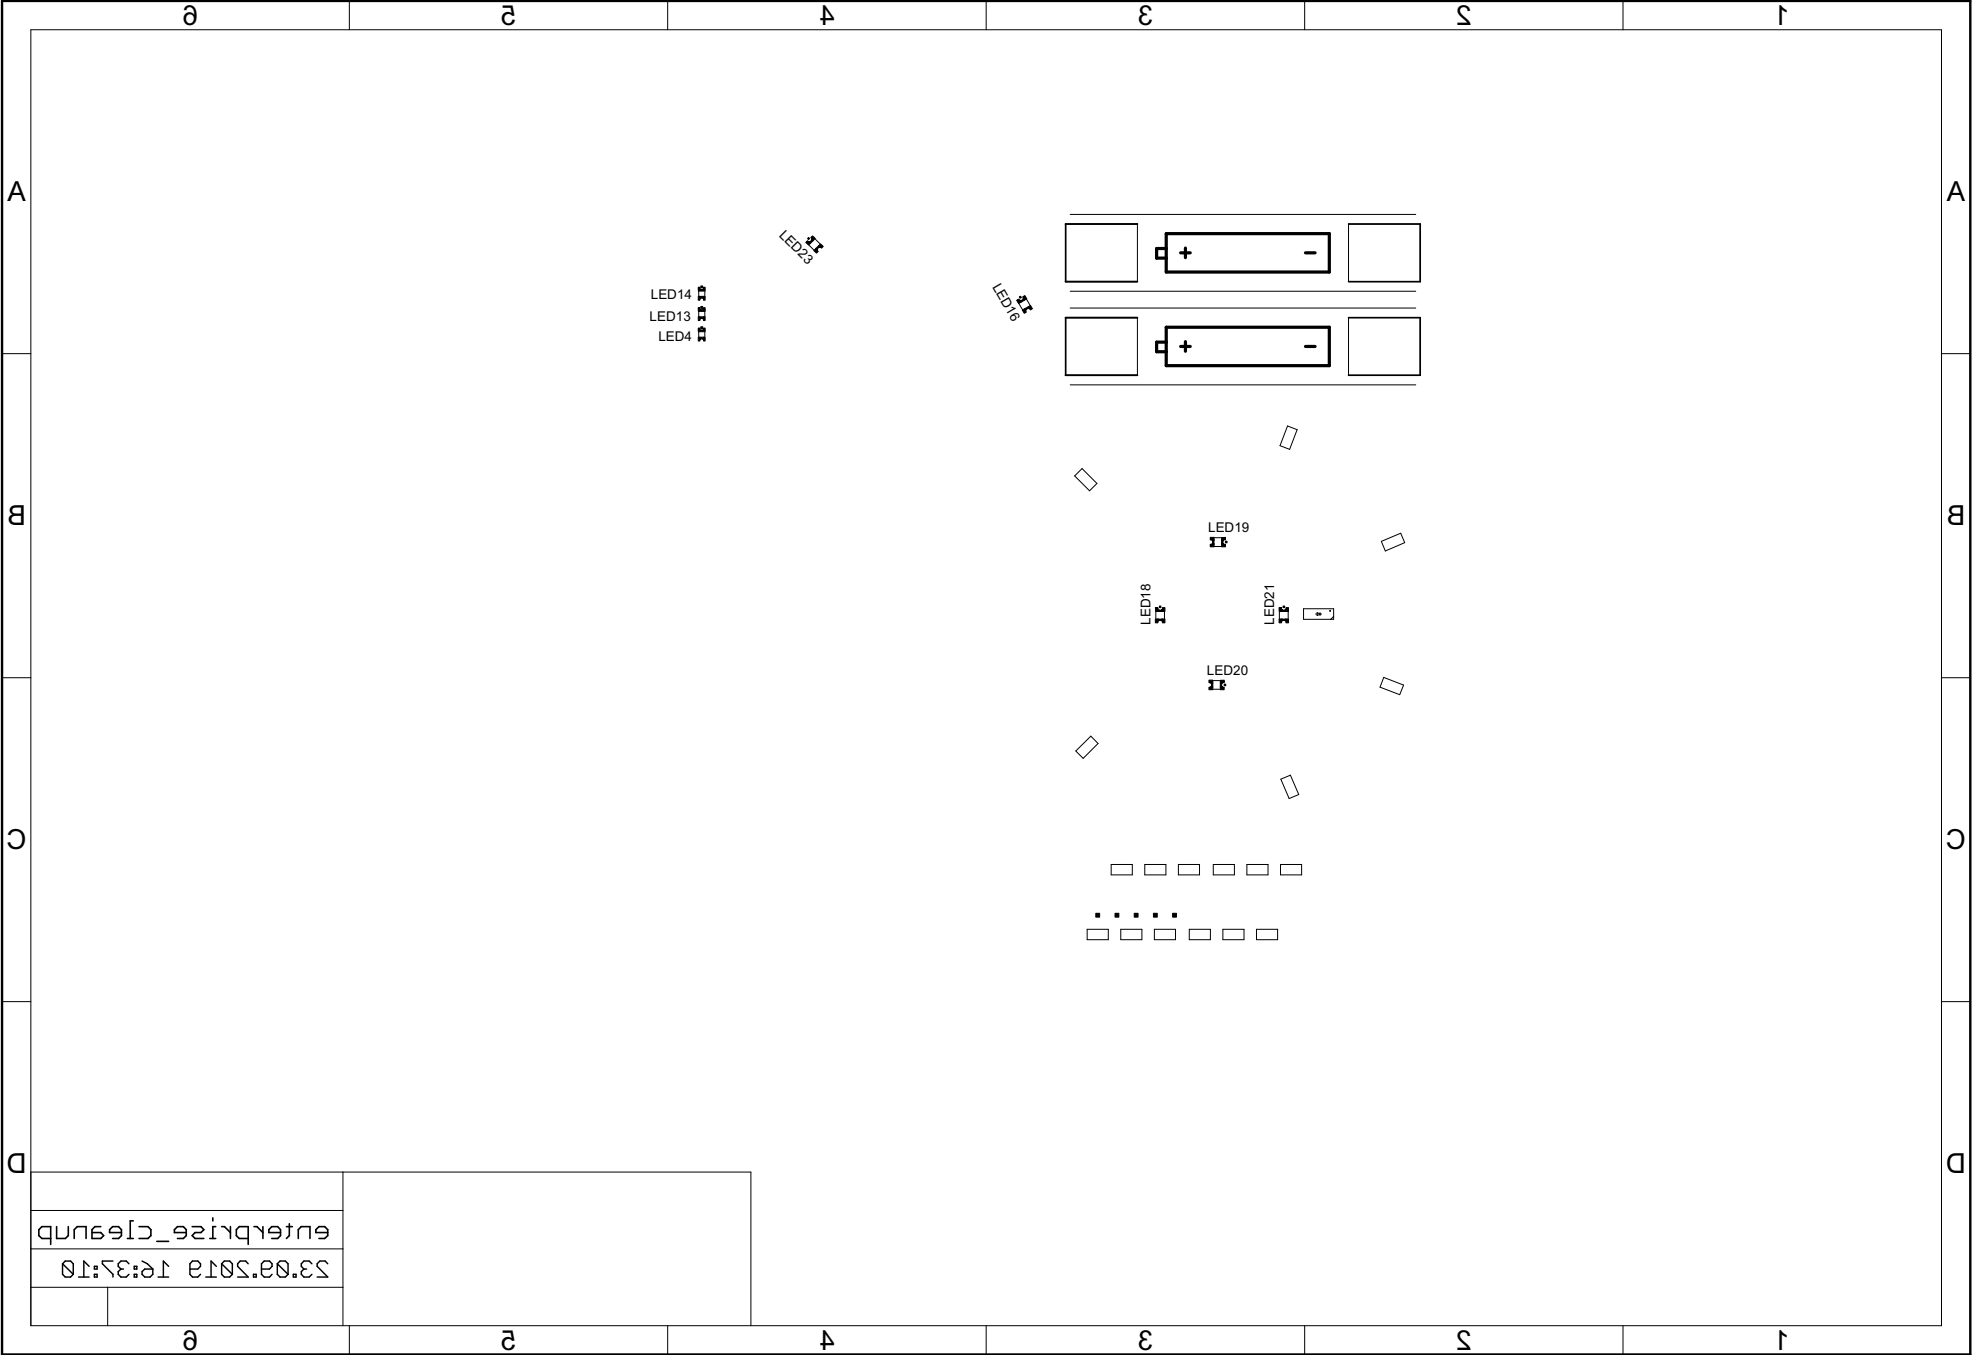 6 5 4 3 2 1
A A
LED23
LED14
LED16
LED13
LED4
+ −
+ −
B B
LED19
LED18
LED21
LED20
C C
D D
enterprise_cleanup
23.09.2019 16:37:10
6 5 4 3 2 1